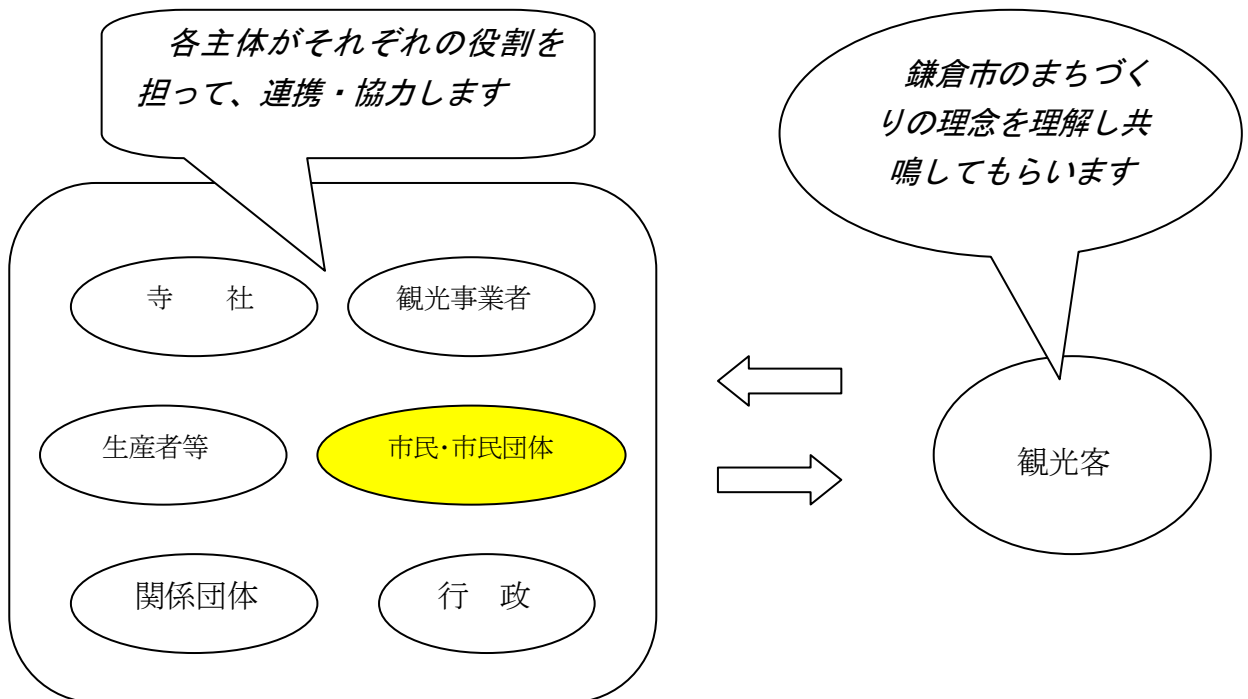 各主体がそれぞれの役割を
担って、連携・協力します
鎌倉市のまちづく
りの理念を理解し共
鳴してもらいます
寺　　社
観光事業者
生産者等
市民・市民団体
観光客
関係団体
行　政